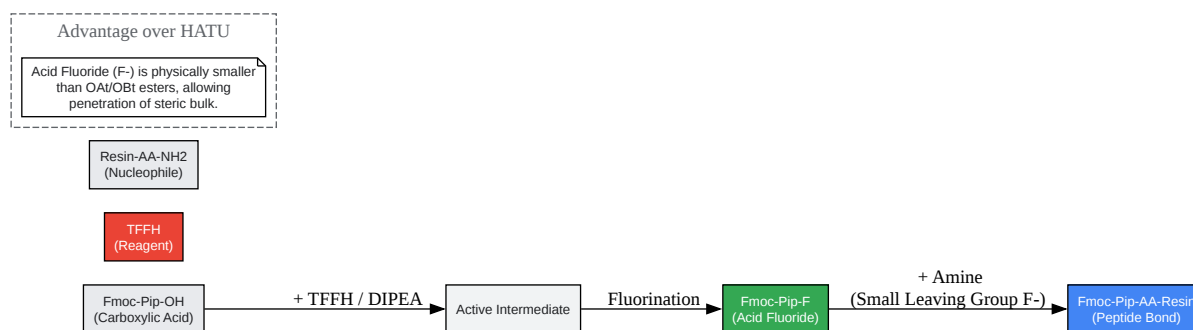 Advantage over HATU
Acid Fluoride (F-) is physically smaller
than OAt/OBt esters, allowing
penetration of steric bulk.
Resin-AA-NH2
(Nucleophile)
TFFH
(Reagent)
Fmoc-Pip-OH
(Carboxylic Acid)
+ TFFH / DIPEA
Active Intermediate
Fluorination
Fmoc-Pip-F
(Acid Fluoride)
+ Amine
(Small Leaving Group F-)
Fmoc-Pip-AA-Resin
(Peptide Bond)